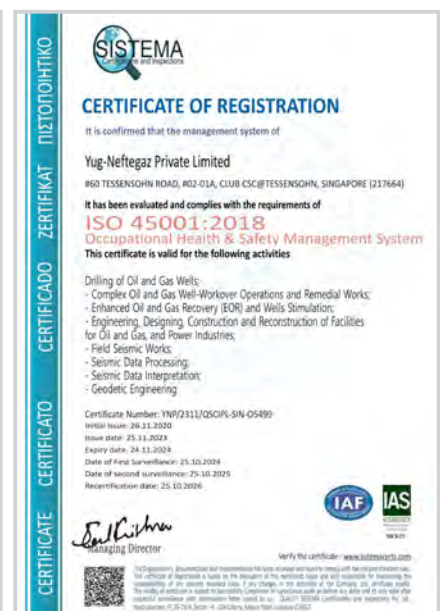 SISTEMA
Certifications and Inspections
CERTIFICATE OF REGISTRATION
It is confirmed that the management system of
Yug-Neftegaz Private Limited
#60 TESSENSOHN ROAD, #02-01A, CLUB CSC@TESSENSOHN, SINGAPORE (217664)
It has been evaluated and complies with the requirements of
ISO 45001:2018
Occupational Health & Safety Management System
This certificate is valid for the following activities
Drilling of Oil and Gas Wells;
- Complex Oil and Gas Well-Workover Operations and Remedial Works;
- Enhanced Oil and Gas Recovery (EOR) and Wells Stimulation;
- Engineering, Designing, Construction and Reconstruction of Facilities
for Oil and Gas, and Power Industries;
- Field Seismic Works;
- Seismic Data Processing;
- Seismic Data Interpretation;
- Geodetic Engineering
Certificate Number: YNP/2311/QSCIPL-SIN-O5499
Initial Issue: 26.11.2020
Issue date: 25.11.2023
Expiry date: 24.11.2024
Date of First Surveillance: 25.10.2024
Date of second surveillance: 25.10.2025
Recertification date: 25.10.2026
Managing Director
IAF
IAS
Verify the certificate: www.sistemacerts.com
CERTIFICATE
CERTIFICATO
CERTIFICADO
ZERTIFIKAT
ΠΙΣΤΟΠΟΙΗΤΙΚΟ